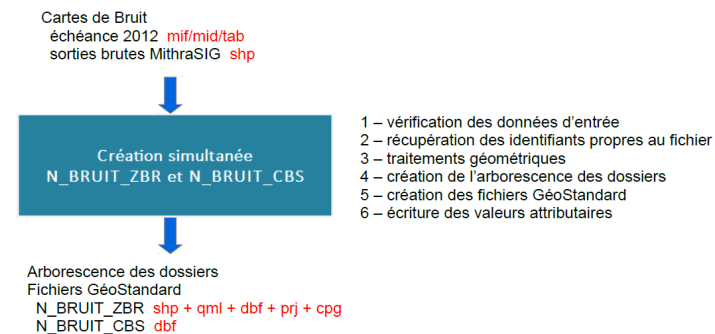 Cartes de Bruit
échéance 2012 mif/mid/tab
sorties brutes MithraSIG shp
Création simultanée
N_BRUIT_ZBR et N_BRUIT_CBS
1 – vérification des données d'entrée
2 – récupération des identifiants propres au fichier
3 – traitements géométriques
4 – création de l'arborescence des dossiers
5 – création des fichiers GéoStandard
6 – écriture des valeurs attributaires
Arborescence des dossiers
Fichiers GéoStandard
N_BRUIT_ZBR shp + qml + dbf + prj + cpg
N_BRUIT_CBS dbf